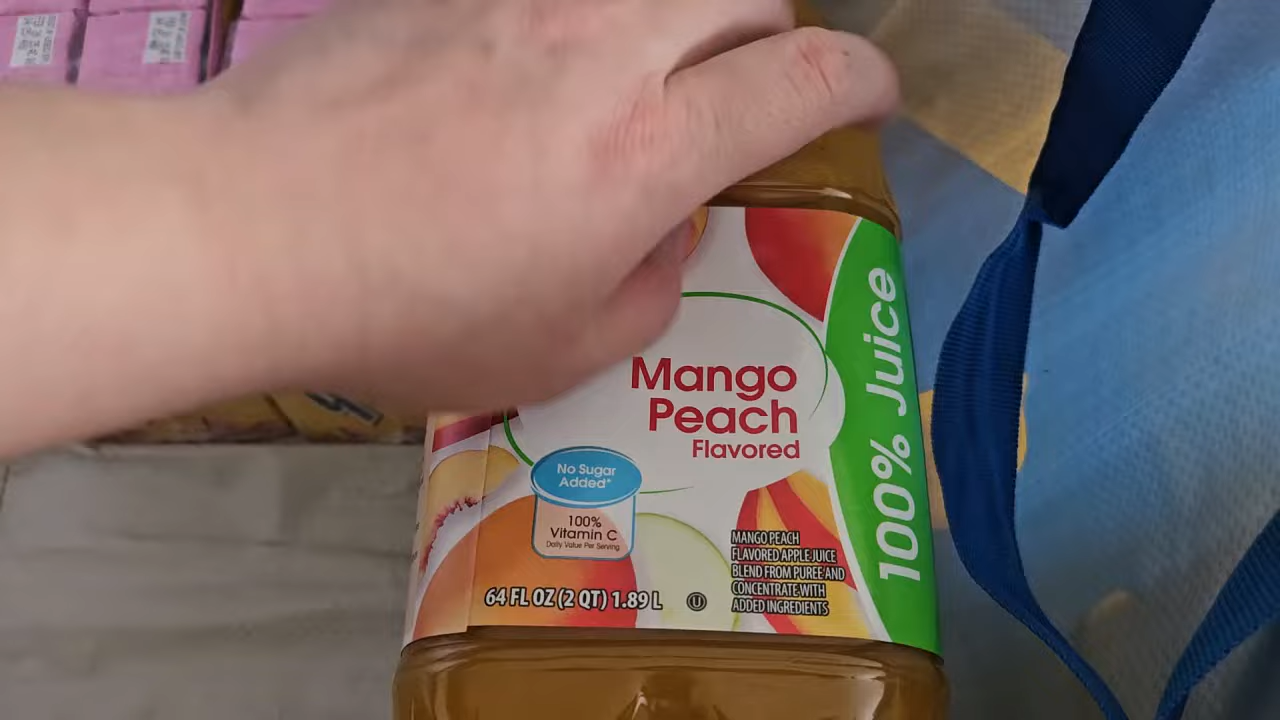 Mango
Peach
Flavored
100% Juice
No Sugar
Added*
100%
Vitamin C
Daily Value Per Serving
MANGO PEACH
FLAVORED APPLE JUICE
BLEND FROM PUREE AND
CONCENTRATE WITH
ADDED INGREDIENTS
64 FL OZ (2 QT) 1.89 L
U